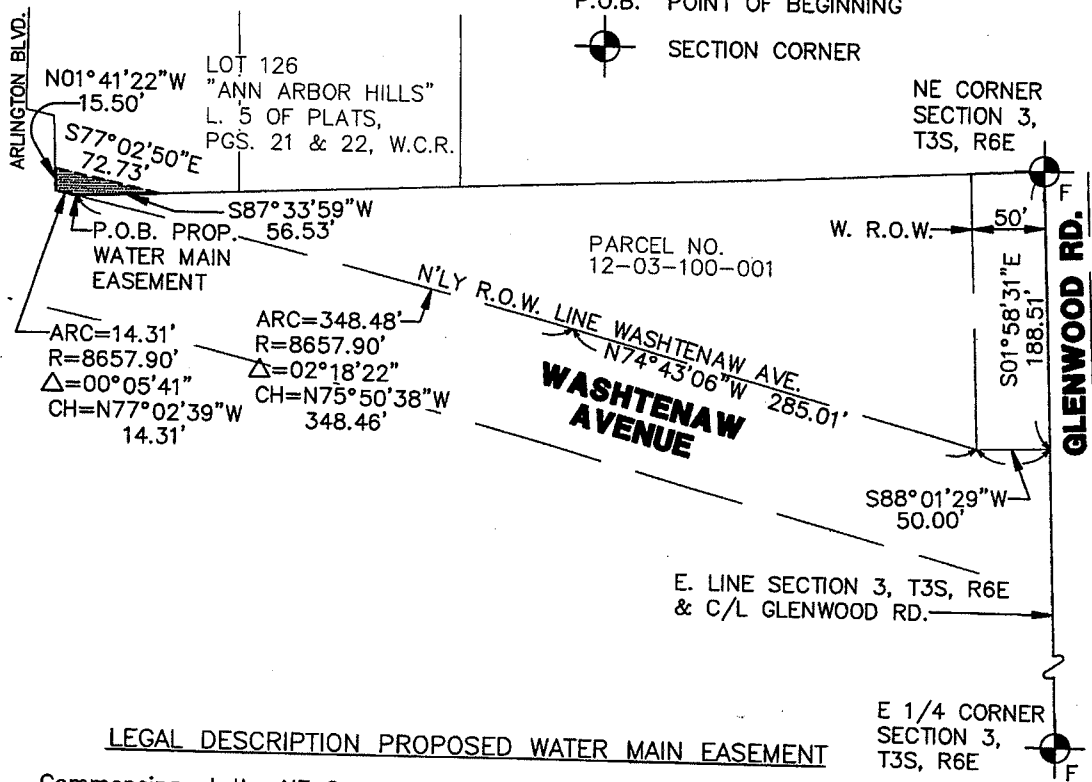 P.O.B. POINT OF BEGINNING
SECTION CORNER
ARLINGTON BLVD.
N01°41'22"W
15.50'
S77°02'50"E
72.73'
LOT 126
"ANN ARBOR HILLS"
L. 5 OF PLATS,
PGS. 21 & 22, W.C.R.
NE CORNER
SECTION 3,
T3S, R6E
F
S87°33'59"W
56.53'
P.O.B. PROP.
WATER MAIN
EASEMENT
PARCEL NO.
12-03-100-001
W. R.O.W.
50'
S01°58'31"E
188.51'
GLENWOOD RD.
N'LY R.O.W. LINE WASHTENAW AVE.
N74°43'06"W 285.01'
ARC=14.31'
R=8657.90'
△=00°05'41"
CH=N77°02'39"W
14.31'
ARC=348.48'
R=8657.90'
△=02°18'22"
CH=N75°50'38"W
348.46'
WASHTENAW
AVENUE
S88°01'29"W
50.00'
E. LINE SECTION 3, T3S, R6E
& C/L GLENWOOD RD.
E 1/4 CORNER
SECTION 3,
T3S, R6E
F
LEGAL DESCRIPTION PROPOSED WATER MAIN EASEMENT
Commencing at the NE